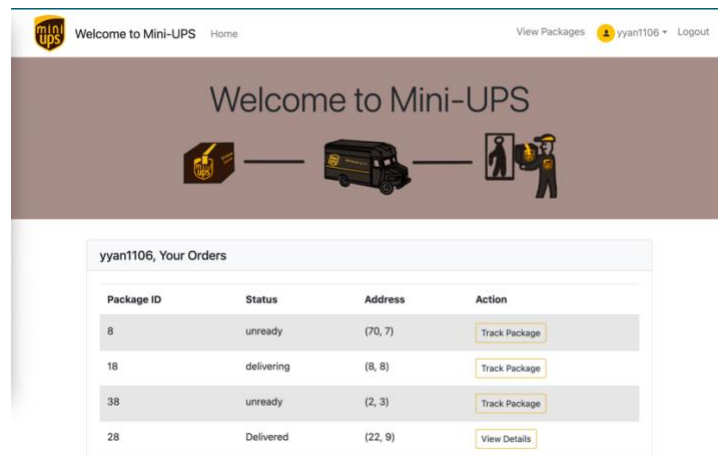 mini
ups
Welcome to Mini-UPS Home View Packages yyan1106 Logout
Welcome to Mini-UPS
yyan1106, Your Orders
Package ID Status Address Action
8 unready (70, 7) Track Package
18 delivering (8, 8) Track Package
38 unready (2, 3) Track Package
28 Delivered (22, 9) View Details